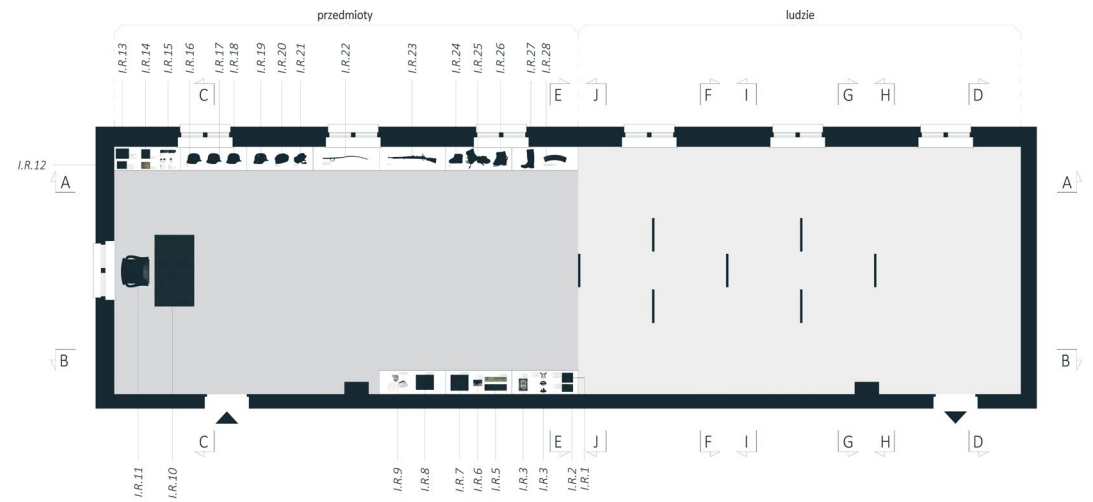 przedmioty ludzie
I.R.13 I.R.14 I.R.15 I.R.16 I.R.17 I.R.18 I.R.19 I.R.20 I.R.21 I.R.22 I.R.23 I.R.24 I.R.25 I.R.26 I.R.27 I.R.28
C E J F I G H D
I.R.12
A A
B B
C E J F I G H D
I.R.11 I.R.10 I.R.9 I.R.8 I.R.7 I.R.6 I.R.5 I.R.3 I.R.3 I.R.2 I.R.1